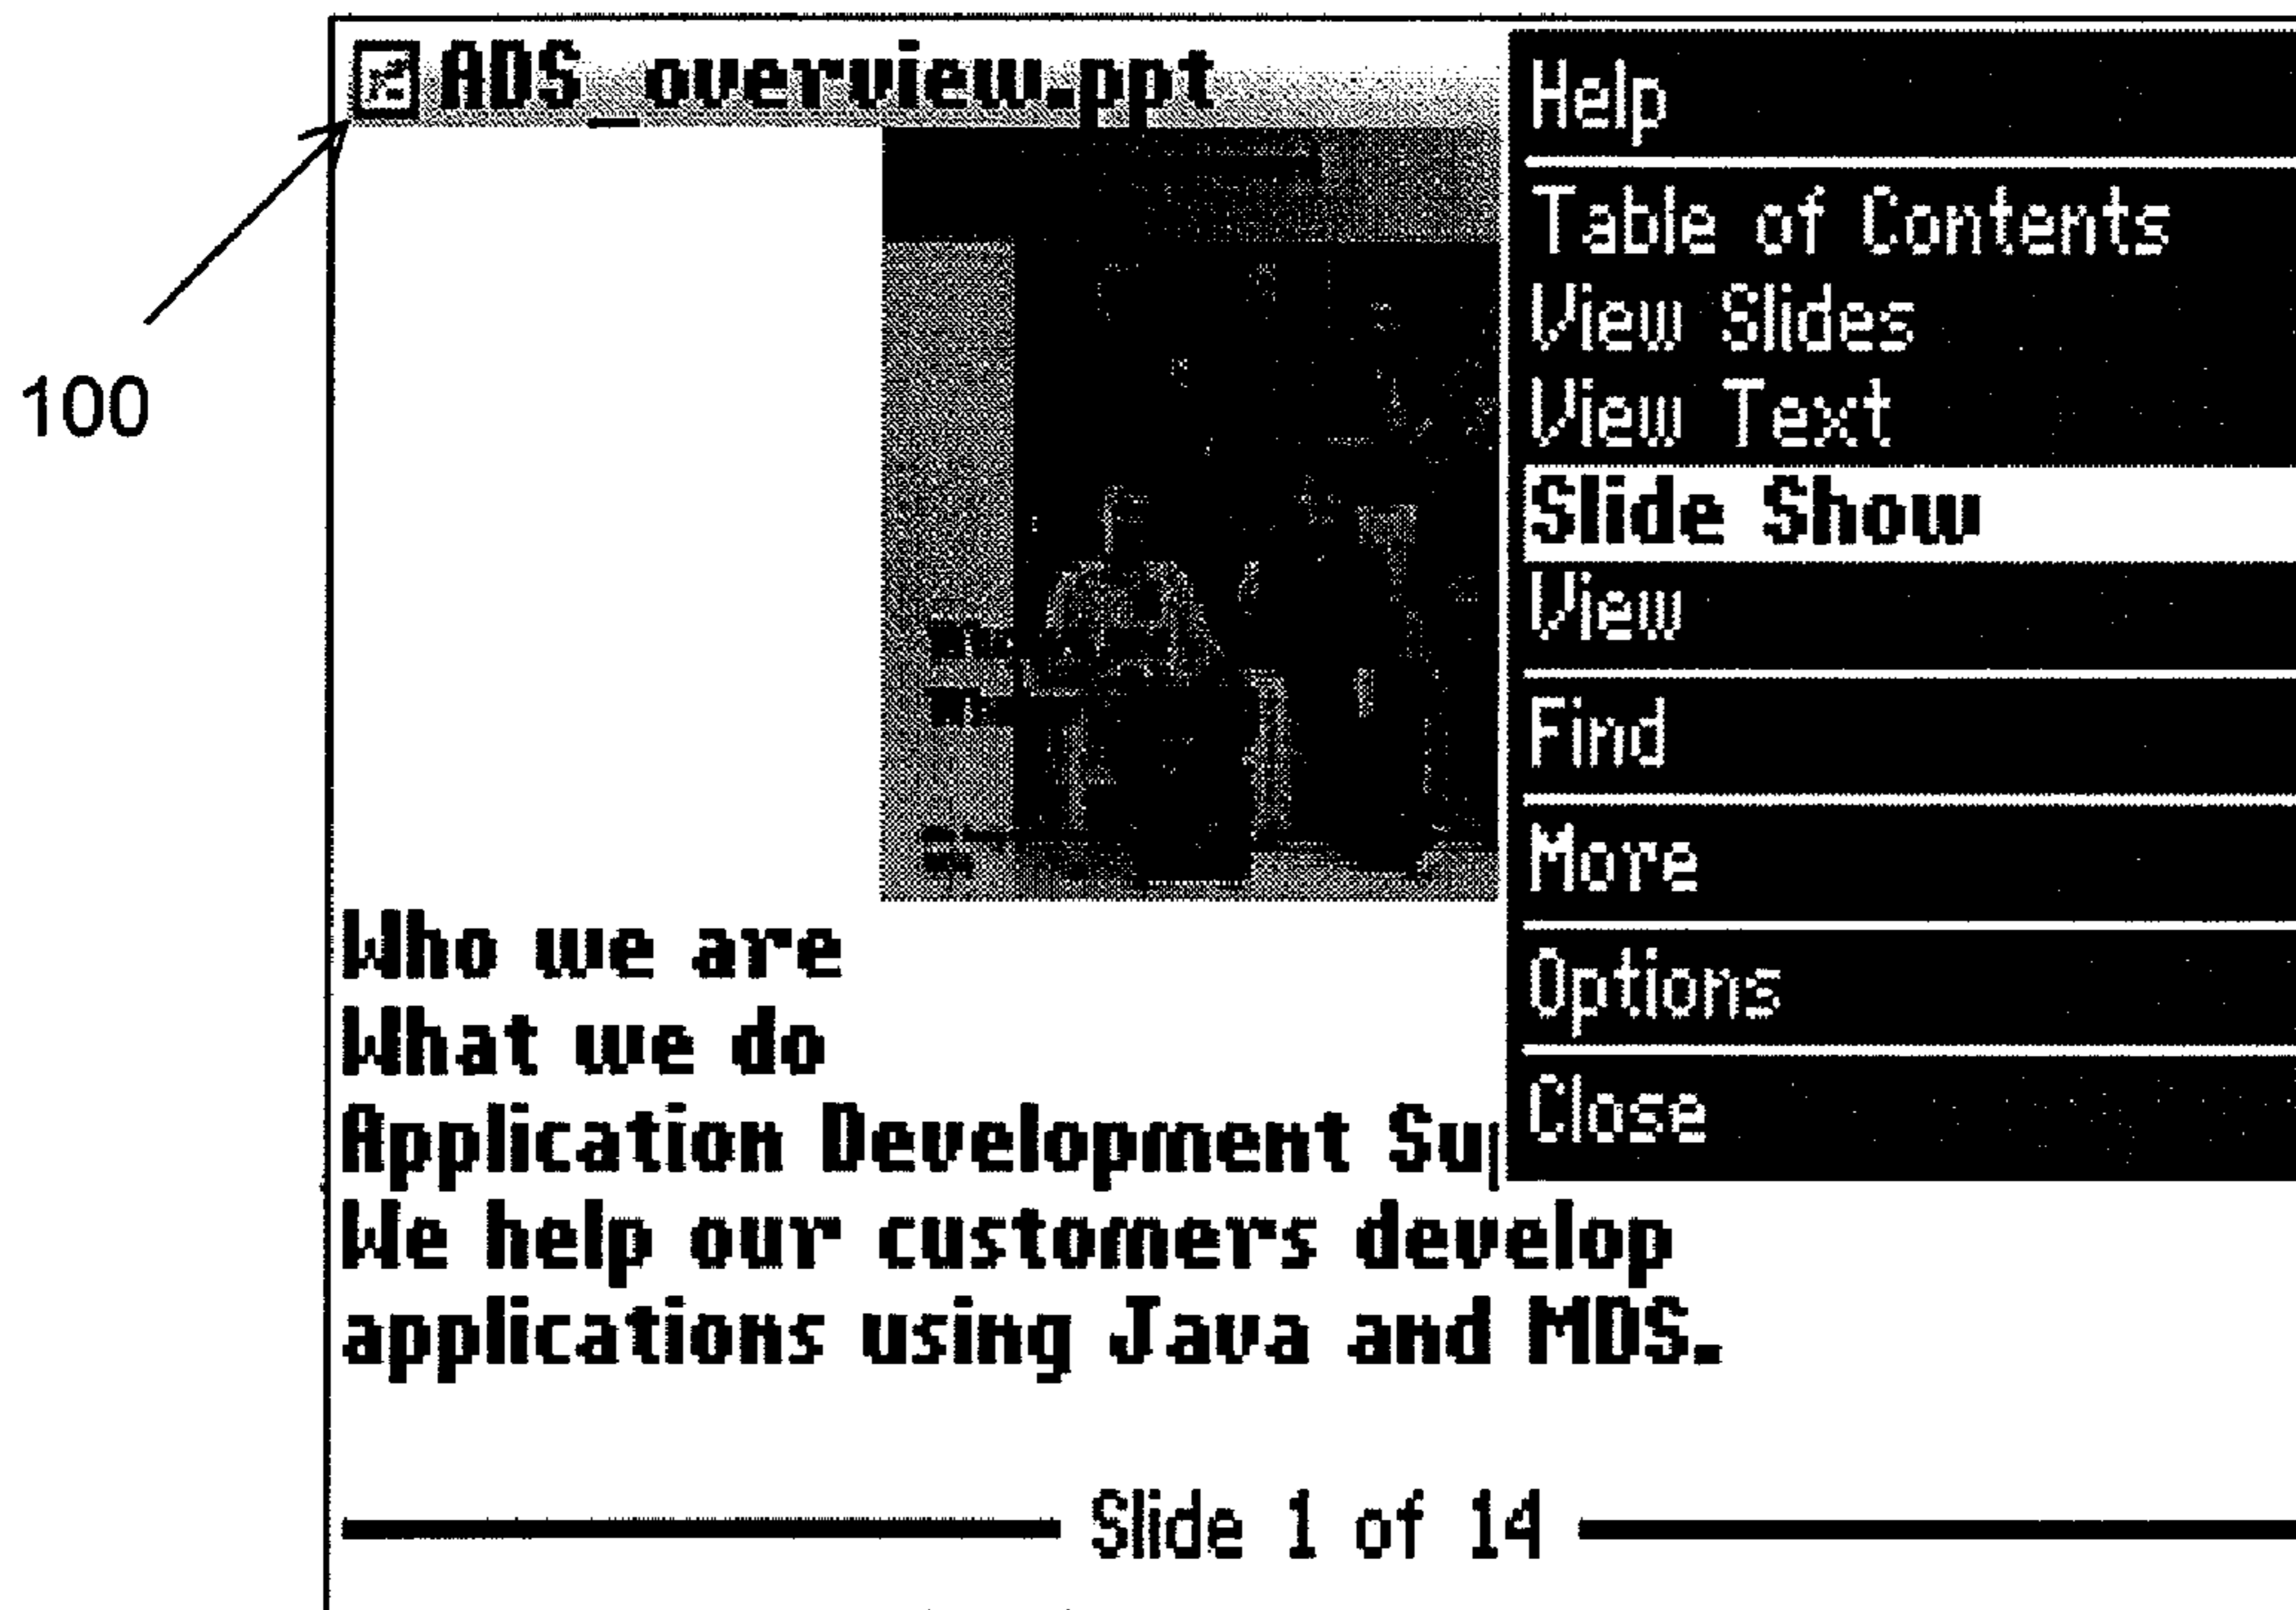 ADS_overview.ppt
100
Help
Table of Contents
View Slides
View Text
Slide Show
View
Find
More
Options
Close
Who we are
What we do
Application Development Sup
We help our customers develop
applications using Java and MDS.
Slide 1 of 14